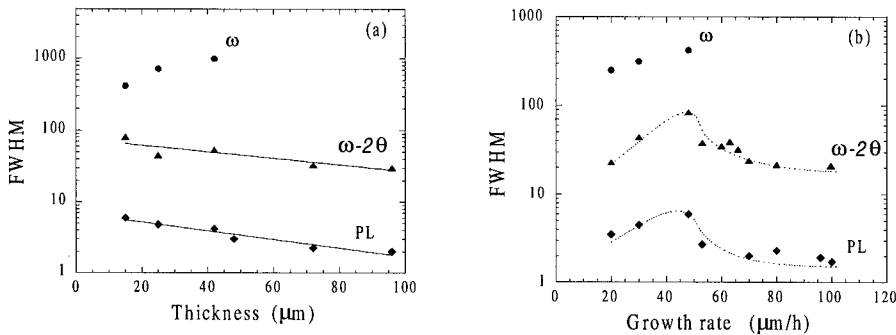 (a)
ω
1000
100
10
1
FWHM
ω-2θ
PL
0 20 40 60 80 100
Thickness (μm)
(b)
ω
1000
100
10
1
FWHM
ω-2θ
PL
0 20 40 60 80 100 120
Growth rate (μm/h)